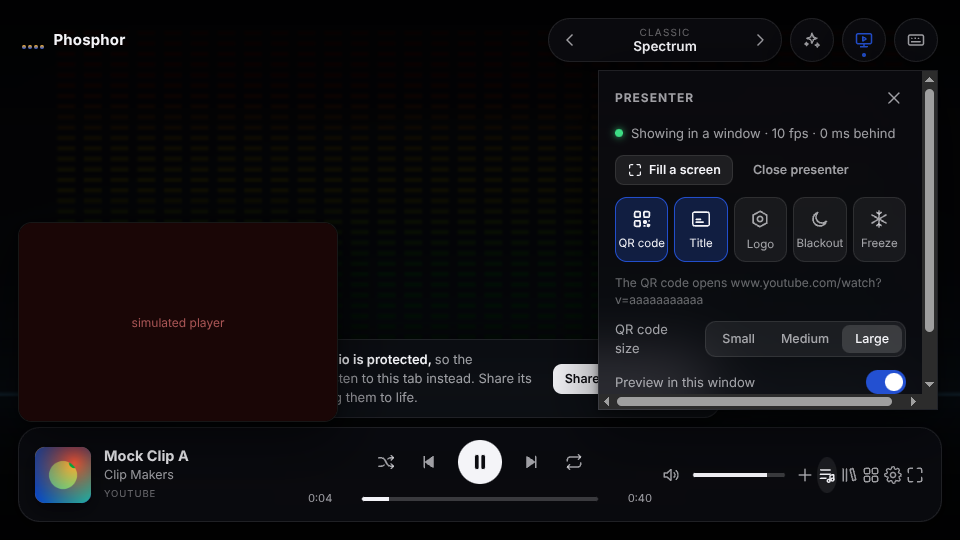 Phosphor
CLASSIC
Spectrum
PRESENTER
Showing in a window · 10 fps · 0 ms behind
Fill a screen
Close presenter
QR code
Title
Logo
Blackout
Freeze
The QR code opens www.youtube.com/watch?
v=aaaaaaaaaaa
QR code
size
Small
Medium
Large
Preview in this window
simulated player
is protected, so the
to this tab instead. Share its
them to life.
Share
Mock Clip A
Clip Makers
YOUTUBE
0:04
0:40